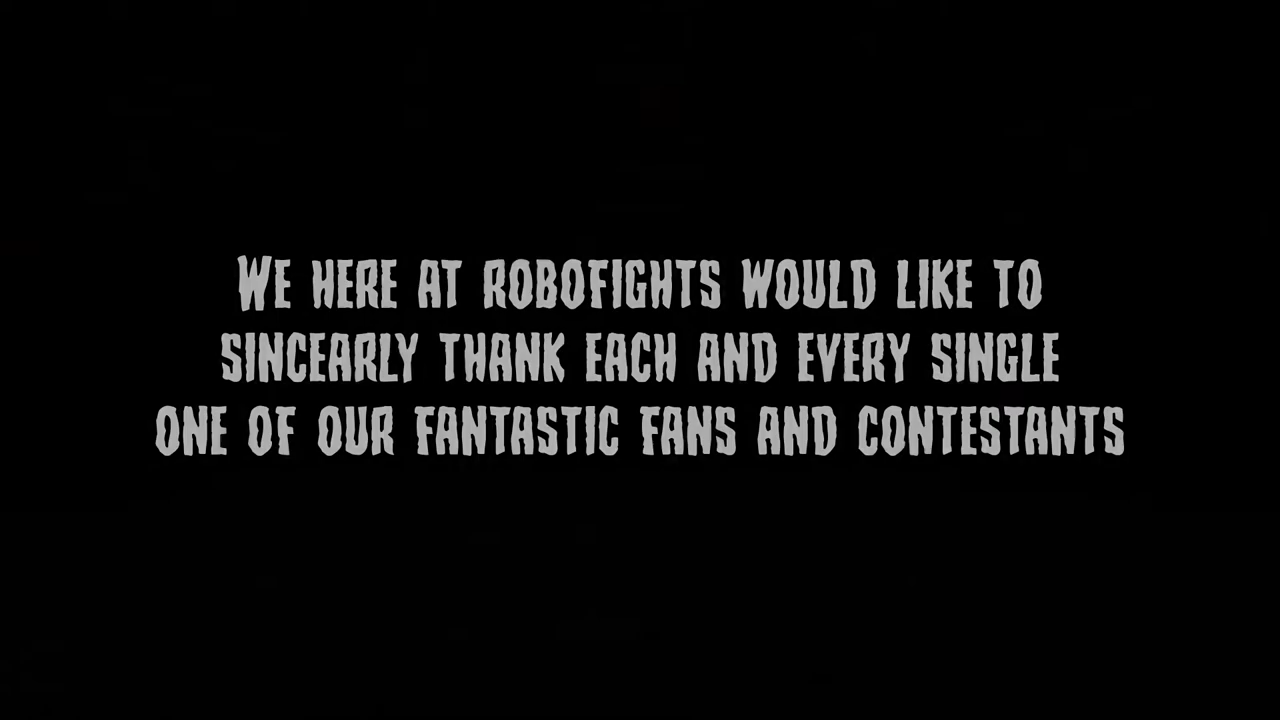 We here at robofights would like to
sincearly thank each and every single
one of our fantastic fans and contestants